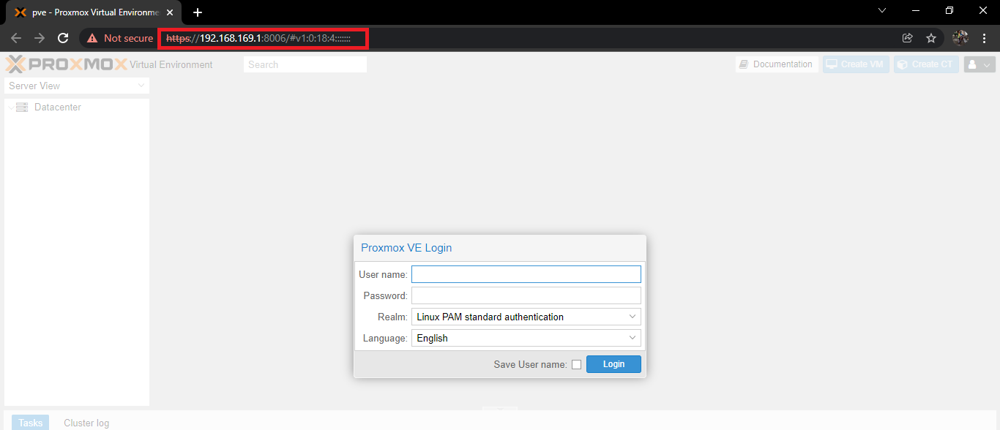 pve - Proxmox Virtual Environme
Not secure https://192.168.169.1:8006/#v1:0:18:4:::::::
PROXMOX Virtual Environment Search Documentation Create VM Create CT
Server View
Datacenter
Proxmox VE Login
User name:
Password:
Realm: Linux PAM standard authentication
Language: English
Save User name: Login
Tasks Cluster log